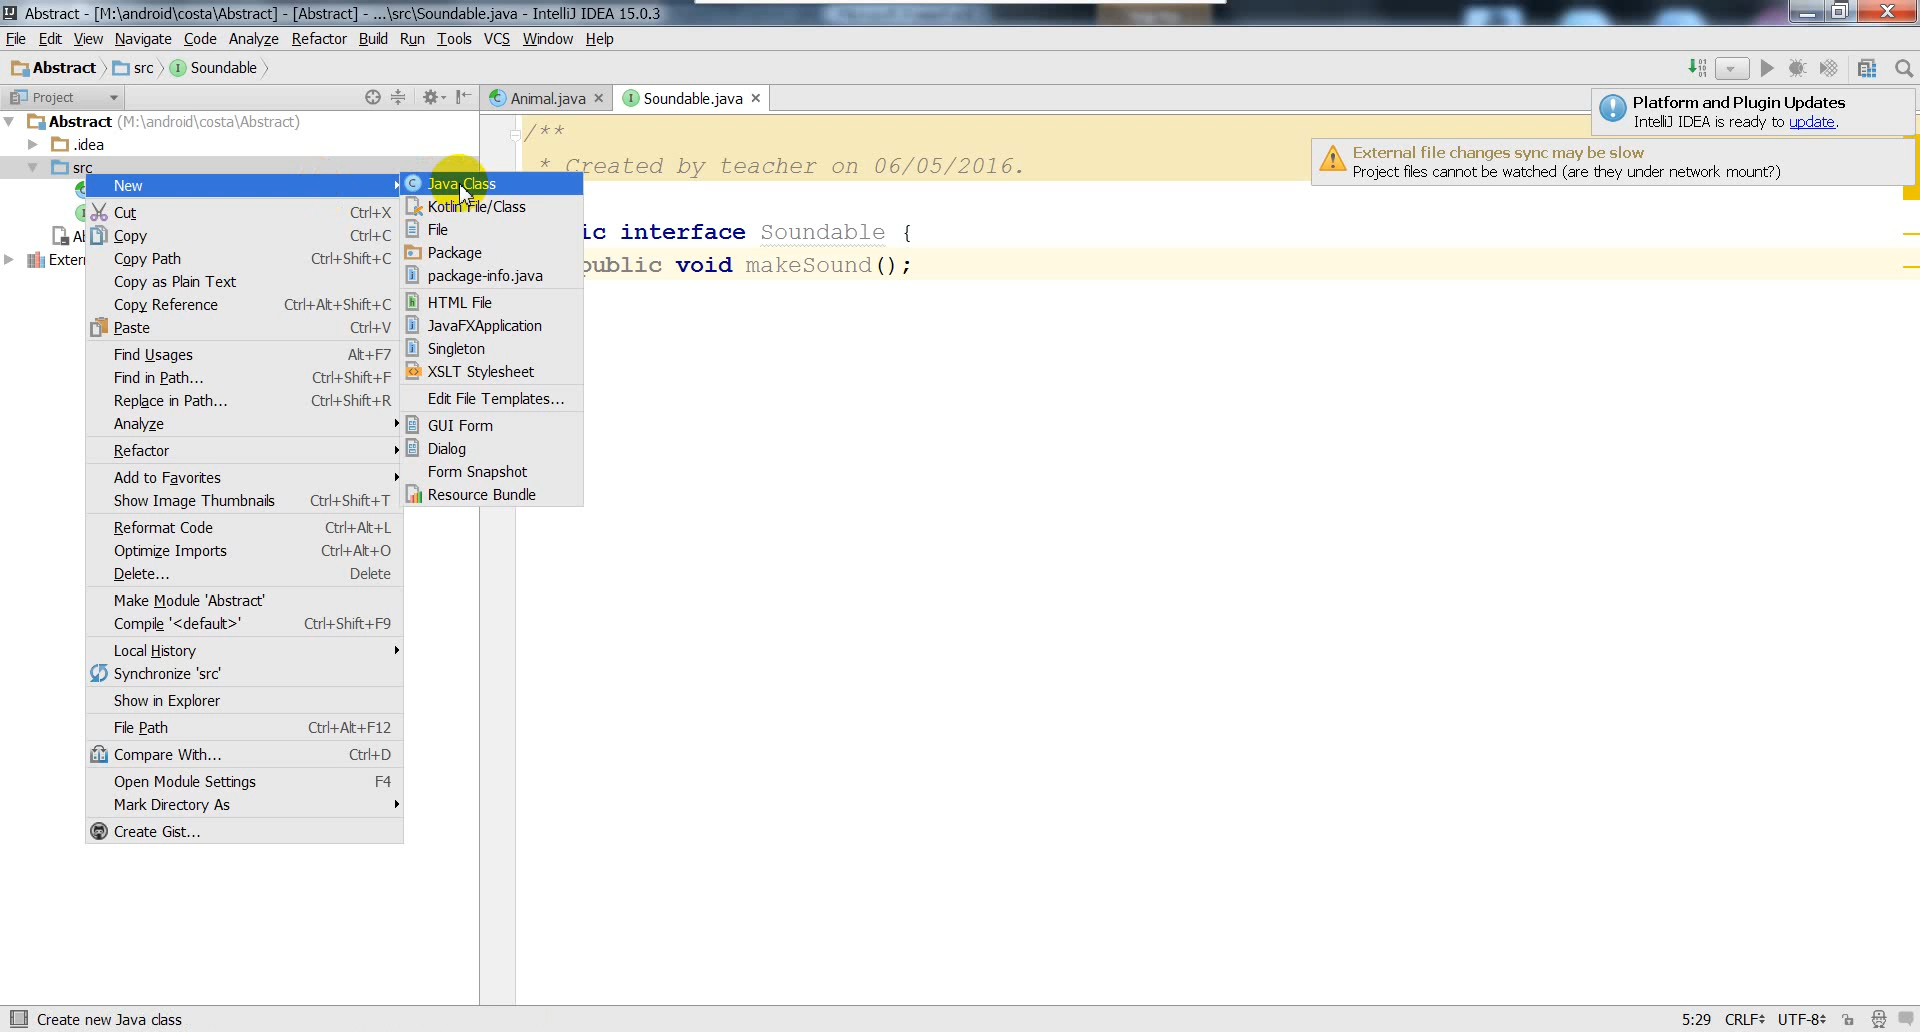 Abstract - [M:\android\costa\Abstract] - [Abstract] - ...\src\Soundable.java - IntelliJ IDEA 15.0.3
File Edit View Navigate Code Analyze Refactor Build Run Tools VCS Window Help
Abstract src Soundable
Project
Animal.java Soundable.java
Platform and Plugin Updates
IntelliJ IDEA is ready to update.
External file changes sync may be slow
Project files cannot be watched (are they under network mount?)
Abstract (M:\android\costa\Abstract)
.idea
src
Ab
Extern
New
Cut Ctrl+X
Copy Ctrl+C
Copy Path Ctrl+Shift+C
Copy as Plain Text
Copy Reference Ctrl+Alt+Shift+C
Paste Ctrl+V
Find Usages Alt+F7
Find in Path... Ctrl+Shift+F
Replace in Path... Ctrl+Shift+R
Analyze
Refactor
Add to Favorites
Show Image Thumbnails Ctrl+Shift+T
Reformat Code Ctrl+Alt+L
Optimize Imports Ctrl+Alt+O
Delete... Delete
Make Module 'Abstract'
Compile '<default>' Ctrl+Shift+F9
Local History
Synchronize 'src'
Show in Explorer
File Path Ctrl+Alt+F12
Compare With... Ctrl+D
Open Module Settings F4
Mark Directory As
Create Gist...
Java Class
Kotlin File/Class
File
Package
package-info.java
HTML File
JavaFXApplication
Singleton
XSLT Stylesheet
Edit File Templates...
GUI Form
Dialog
Form Snapshot
Resource Bundle
/**
* Created by teacher on 06/05/2016.
ic interface Soundable {
public void makeSound();
Create new Java class
5:29 CRLF UTF-8